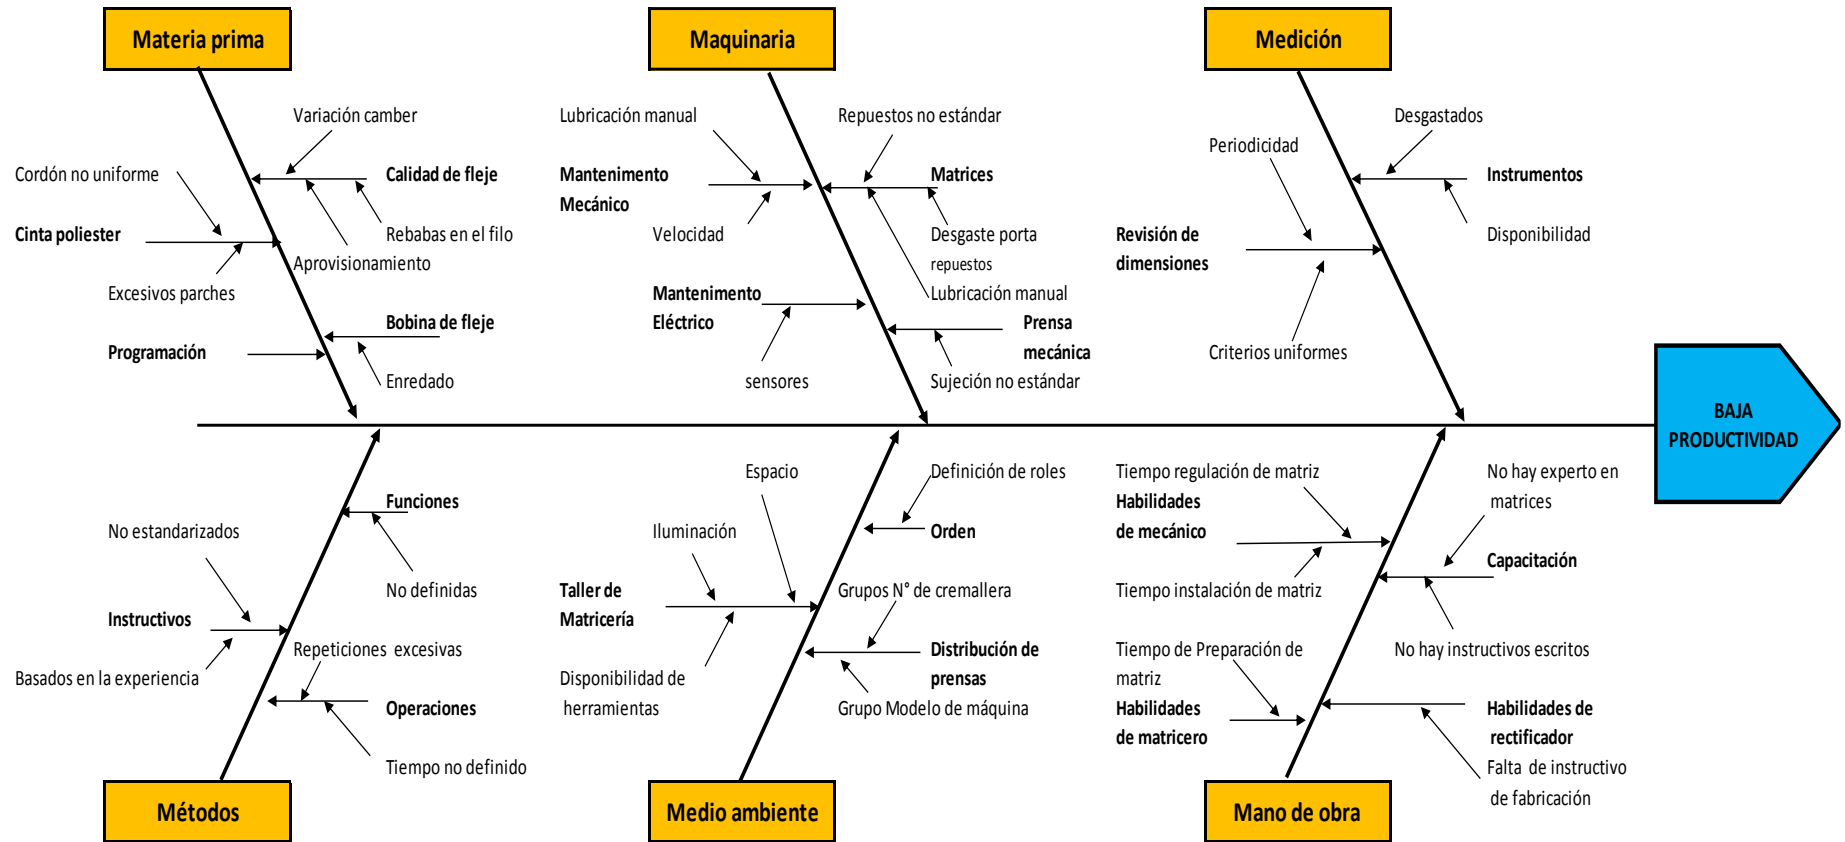 Materia prima
Maquinaria
Medición
Variación camber
Cordón no uniforme
Calidad de fleje
Cinta poliester
Rebabas en el filo
Aprovisionamiento
Excesivos parches
Bobina de fleje
Programación
Enredado
Lubricación manual
Repuestos no estándar
Mantenimento
Mecánico
Matrices
Velocidad
Desgaste porta
repuestos
Mantenimento
Eléctrico
Lubricación manual
Prensa
mecánica
sensores
Sujeción no estándar
Desgastados
Periodicidad
Instrumentos
Revisión de
dimensiones
Disponibilidad
Criterios uniformes
BAJA
PRODUCTIVIDAD
Funciones
No estandarizados
No definidas
Instructivos
Repeticiones excesivas
Basados en la experiencia
Operaciones
Tiempo no definido
Espacio
Definición de roles
Iluminación
Orden
Taller de
Matricería
Grupos N° de cremallera
Distribución de
prensas
Disponibilidad de
herramientas
Grupo Modelo de máquina
Tiempo regulación de matriz
Habilidades
de mecánico
No hay experto en
matrices
Capacitación
Tiempo instalación de matriz
No hay instructivos escritos
Tiempo de Preparación de
matriz
Habilidades
de matricero
Habilidades de
rectificador
Falta de instructivo
de fabricación
Métodos
Medio ambiente
Mano de obra